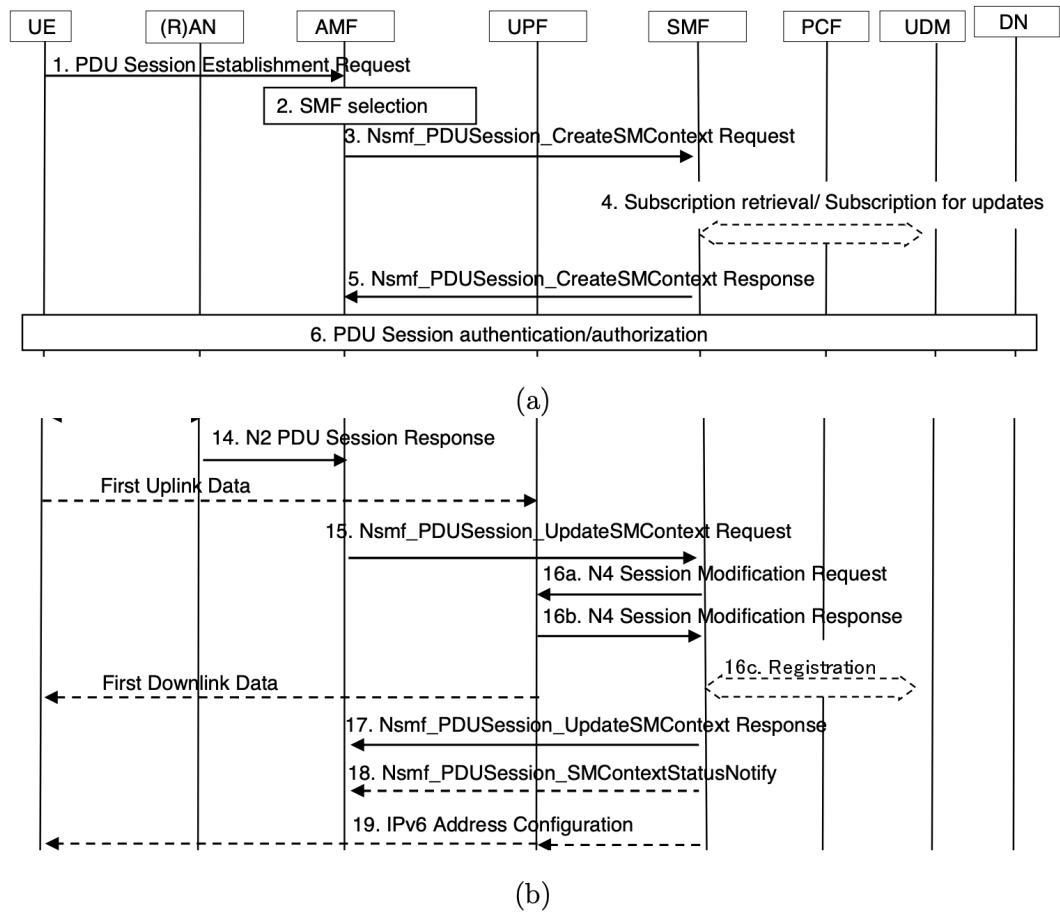 UE (R)AN AMF UPF SMF PCF UDM DN
1. PDU Session Establishment Request
2. SMF selection
3. Nsmf_PDUSession_CreateSMContext Request
4. Subscription retrieval/ Subscription for updates
5. Nsmf_PDUSession_CreateSMContext Response
6. PDU Session authentication/authorization
(a)
14. N2 PDU Session Response
First Uplink Data
15. Nsmf_PDUSession_UpdateSMContext Request
16a. N4 Session Modification Request
16b. N4 Session Modification Response
16c. Registration
First Downlink Data
17. Nsmf_PDUSession_UpdateSMContext Response
18. Nsmf_PDUSession_SMContextStatusNotify
19. IPv6 Address Configuration
(b)